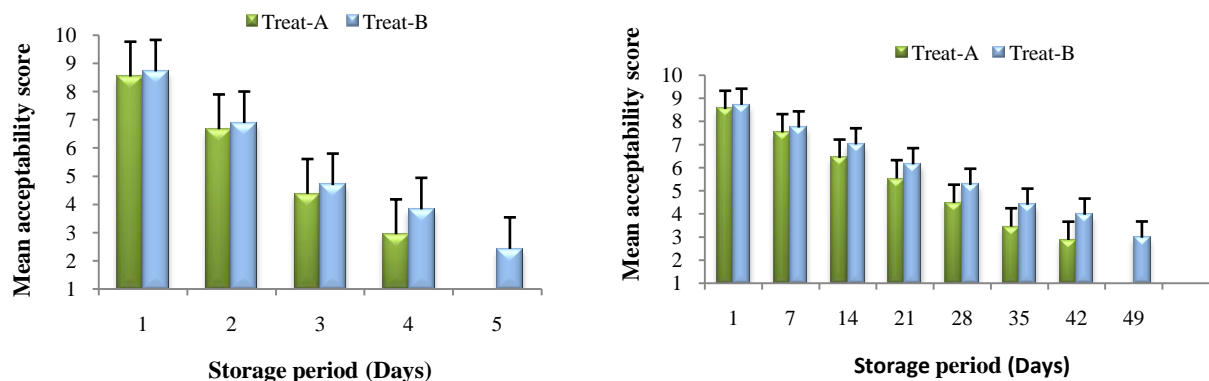 Treat-A Treat-B
Mean acceptability score
10
9
8
7
6
5
4
3
2
1
1 2 3 4 5
Storage period (Days)
Treat-A Treat-B
Mean acceptability score
10
9
8
7
6
5
4
3
2
1
1 7 14 21 28 35 42 49
Storage period (Days)